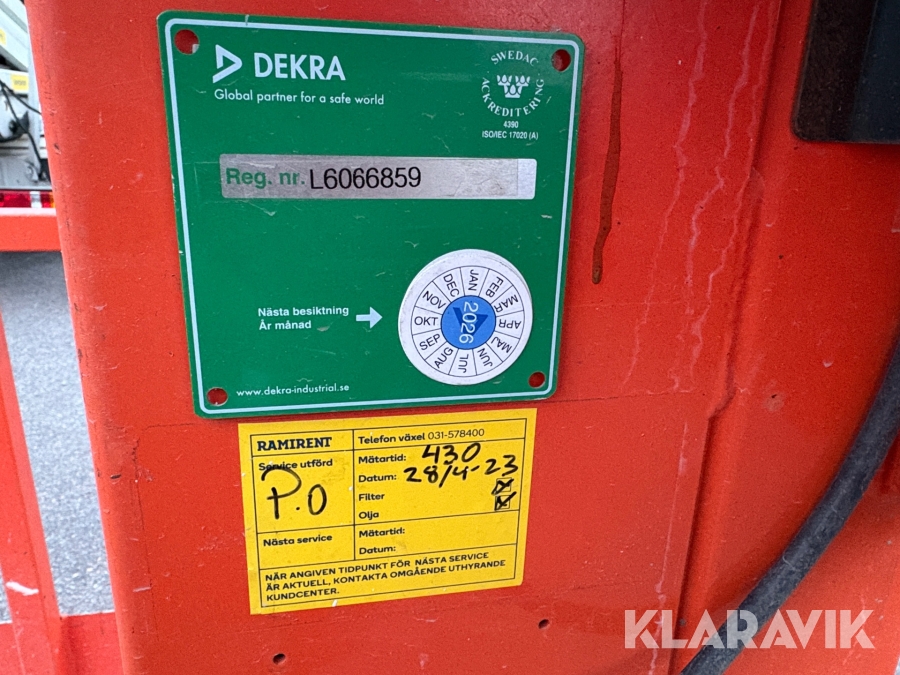 DEKRA
Global partner for a safe world
SWEDAC
ACKREDITERING
4390
ISO/IEC 17020 (A)
Reg. nr. L6066859
Nästa besiktning
År månad
JAN
FEB
MAR
APR
MAJ
JUN
JUL
AUG
SEP
OKT
NOV
DEC
2026
www.dekra-industrial.se
RAMIRENT
Telefon växel 031-578400
Service utförd
P.O
Mätartid: 430
Datum: 28/4-23
Filter
Olja
Nästa service
Mätartid:
Datum:
NÄR ANGIVEN TIDPUNKT FÖR NÄSTA SERVICE
ÄR AKTUELL, KONTAKTA OMGÅENDE UTHYRANDE
KUNDCENTER.
KLARAVIK